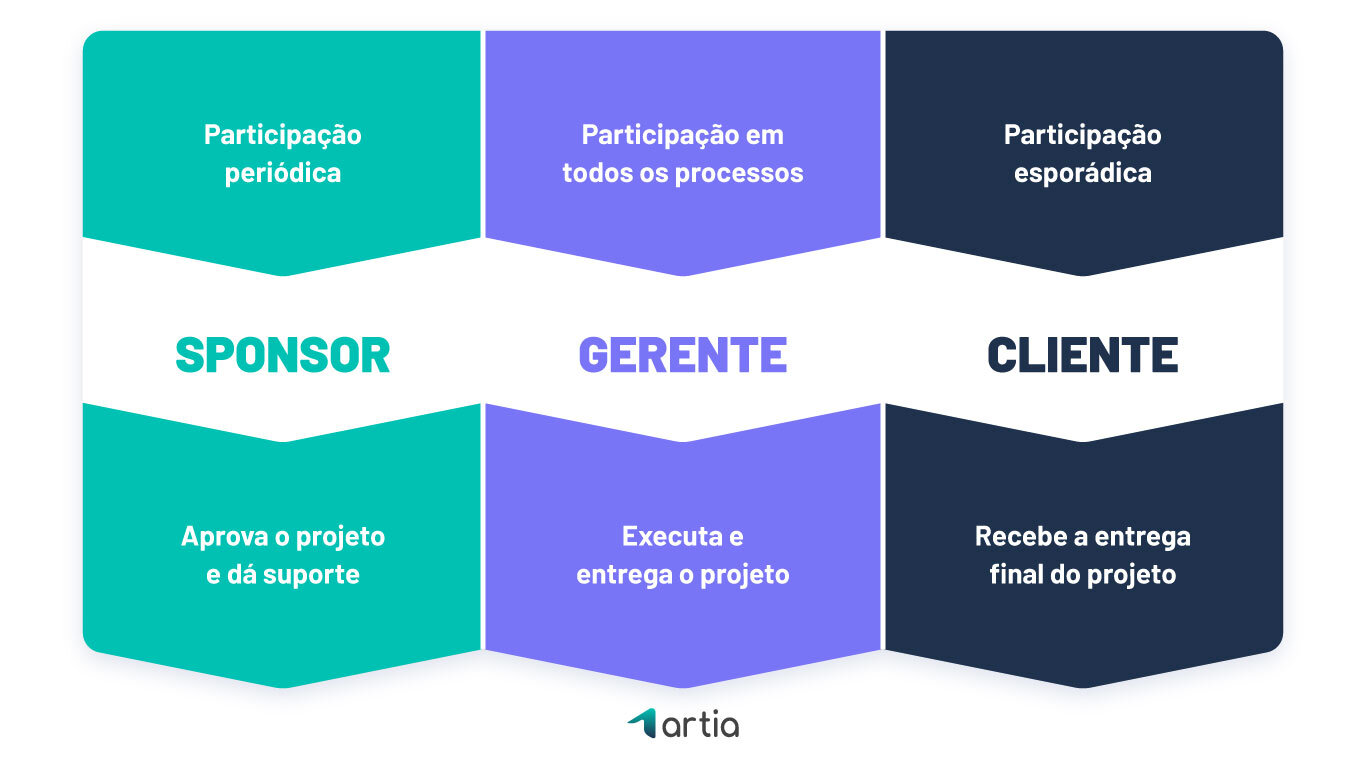 Participação
periódica
Participação em
todos os processos
Participação
esporádica
SPONSOR
GERENTE
CLIENTE
Aprova o projeto
e dá suporte
Executa e
entrega o projeto
Recebe a entrega
final do projeto
artia